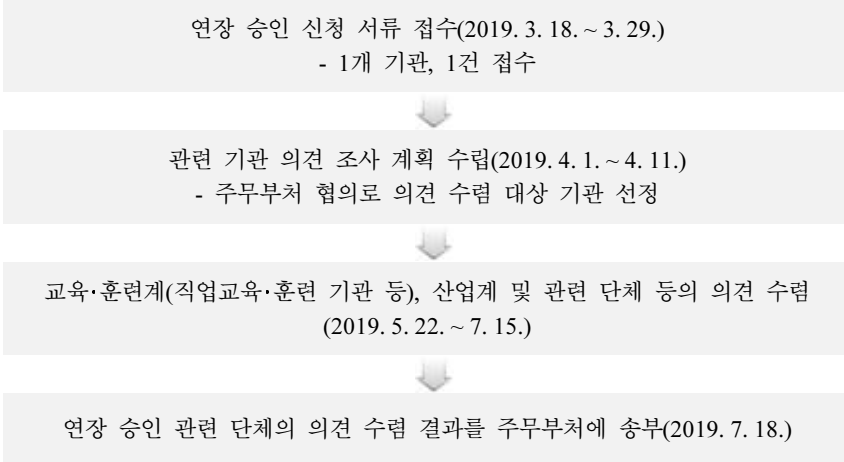 연장 승인 신청 서류 접수(2019. 3. 18. ~ 3. 29.)
- 1개 기관, 1건 접수
관련 기관 의견 조사 계획 수립(2019. 4. 1. ~ 4. 11.)
- 주무부처 협의로 의견 수렴 대상 기관 선정
교육·훈련계(직업교육·훈련 기관 등), 산업계 및 관련 단체 등의 의견 수렴
(2019. 5. 22. ~ 7. 15.)
연장 승인 관련 단체의 의견 수렴 결과를 주무부처에 송부(2019. 7. 18.)